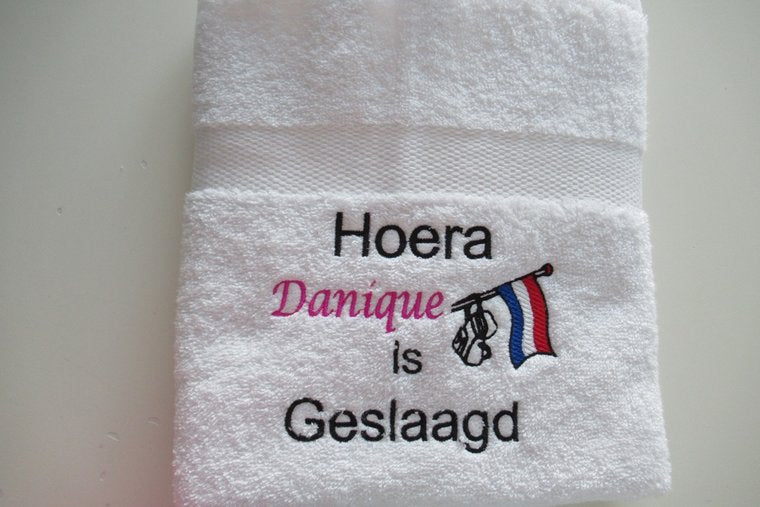 Hoera
Danique
is
Geslaagd